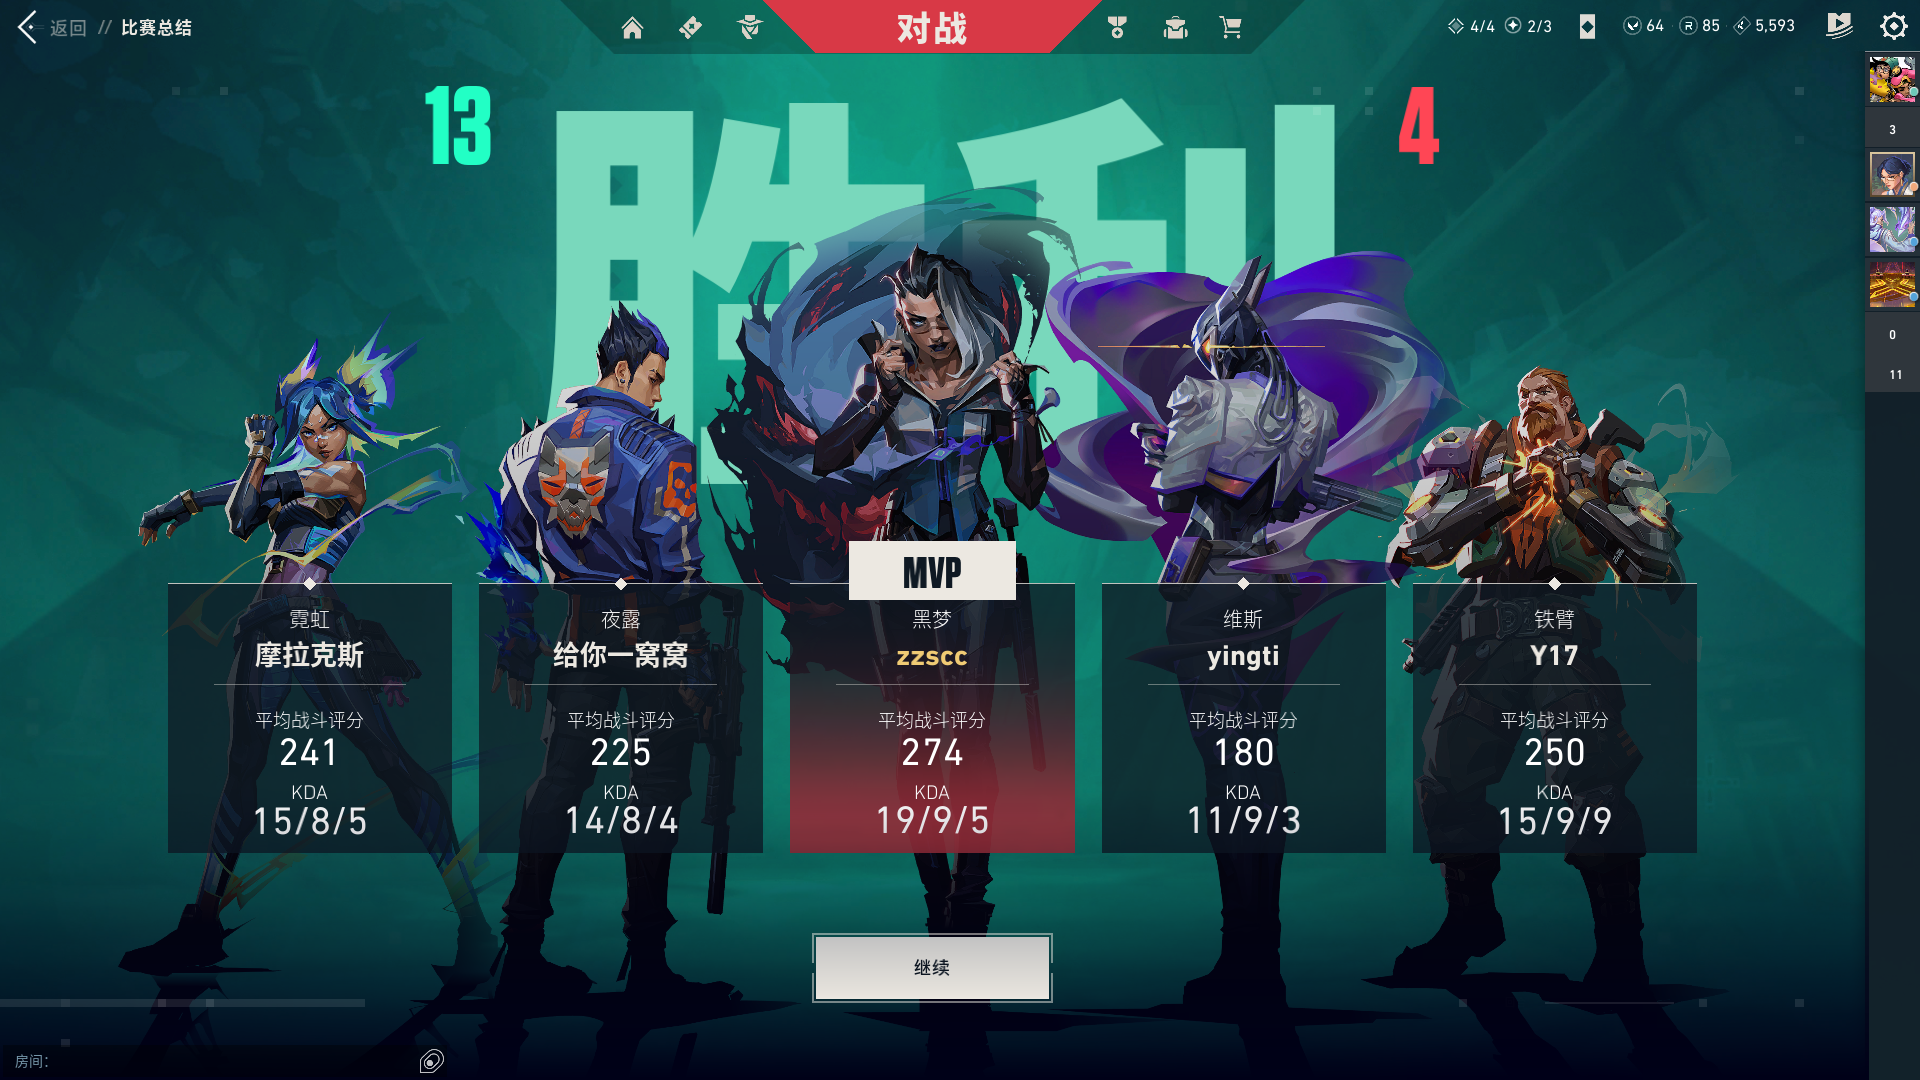 返回 // 比赛总结
对战
4/4 2/3 64 85 5,593
13
胜利
4
3
0
11
MVP
霓虹
摩拉克斯
平均战斗评分
241
KDA
15/8/5
夜露
给你一窝窝
平均战斗评分
225
KDA
14/8/4
黑梦
zzscc
平均战斗评分
274
KDA
19/9/5
维斯
yingti
平均战斗评分
180
KDA
11/9/3
铁臂
Y17
平均战斗评分
250
KDA
15/9/9
继续
房间: